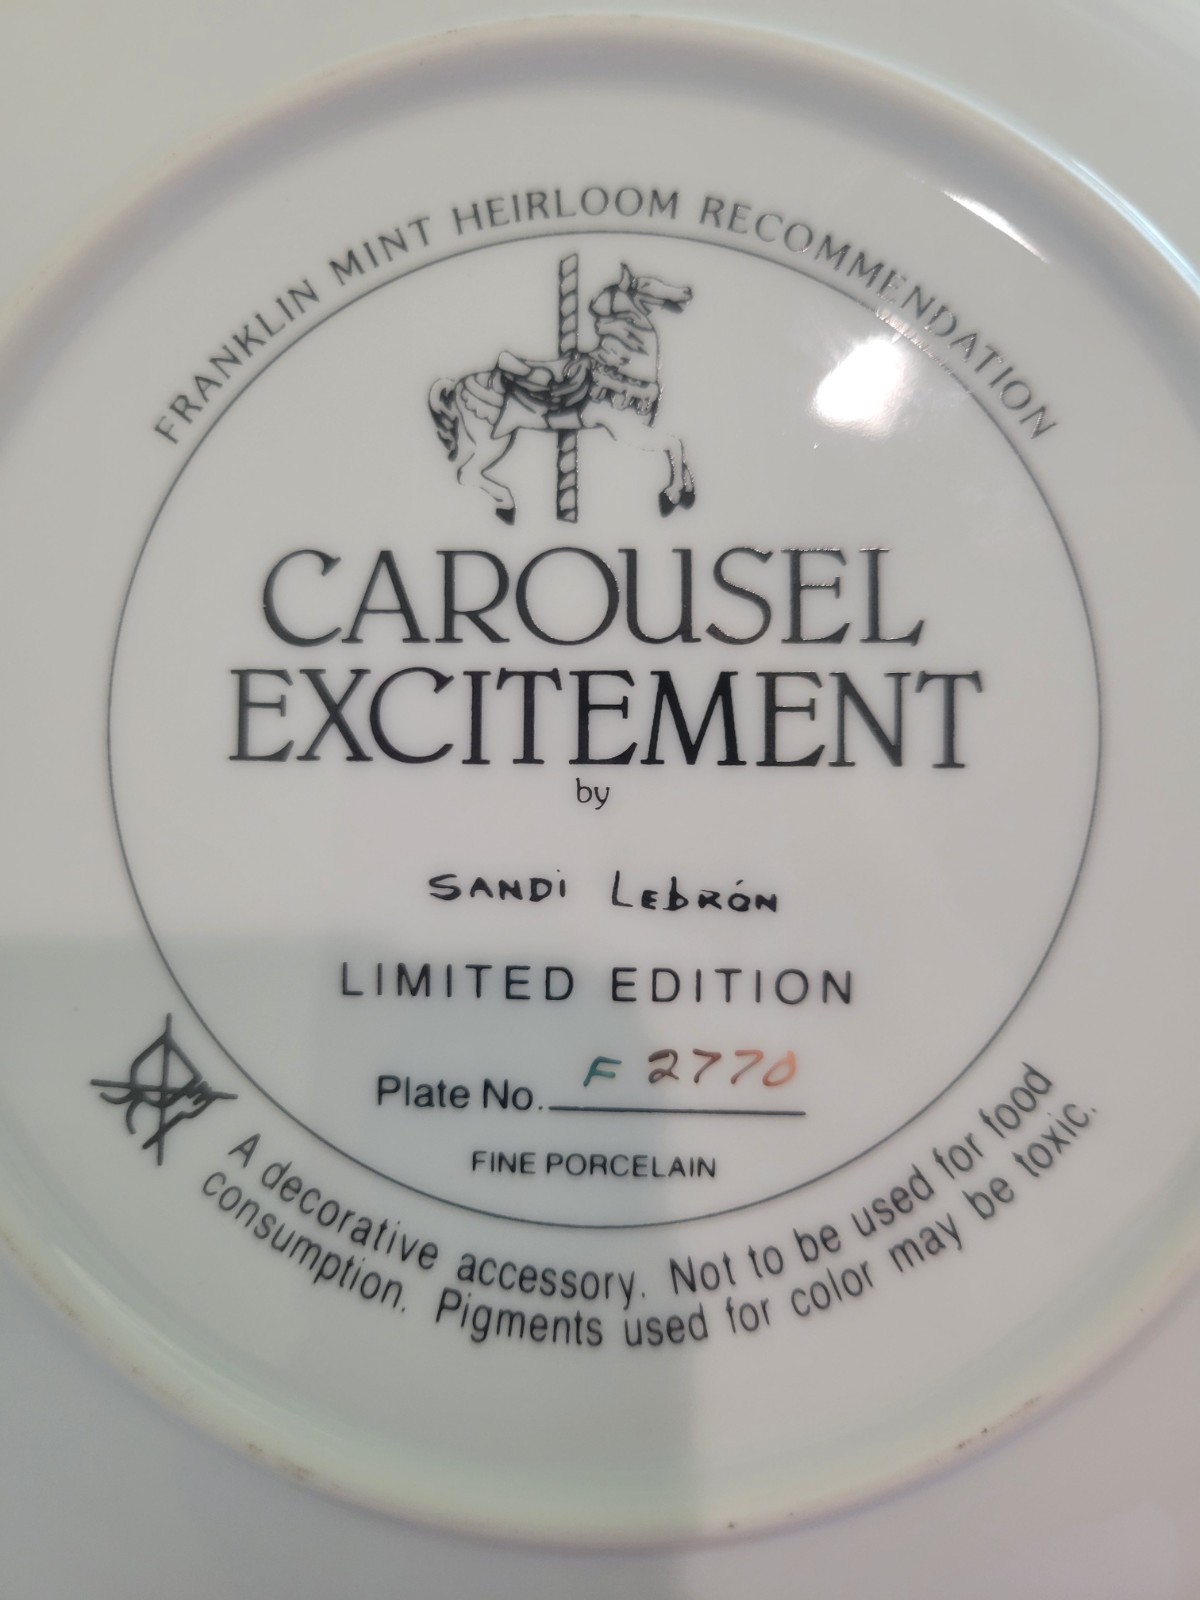 FRANKLIN MINT HEIRLOOM RECOMMENDATION
CAROUSEL
EXCITEMENT
by
SANDi LEbRÓN
LIMITED EDITION
Plate No. F 2770
FINE PORCELAIN
A decorative accessory. Not to be used for food
consumption. Pigments used for color may be toxic.